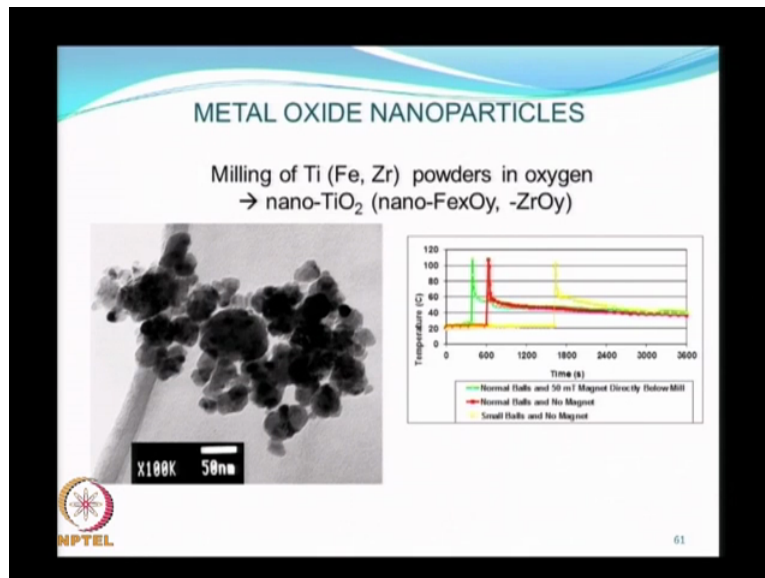 METAL OXIDE NANOPARTICLES
Milling of Ti (Fe, Zr) powders in oxygen
→ nano-TiO₂ (nano-FexOy, -ZrOy)
X100K 50nm
Temperature (C)
120
100
80
60
40
20
0
0 600 1200 1800 2400 3000 3600
Time (s)
Normal Balls and 50 mT Magnet Directly Below Mill
Normal Balls and No Magnet
Small Balls and No Magnet
NPTEL
61